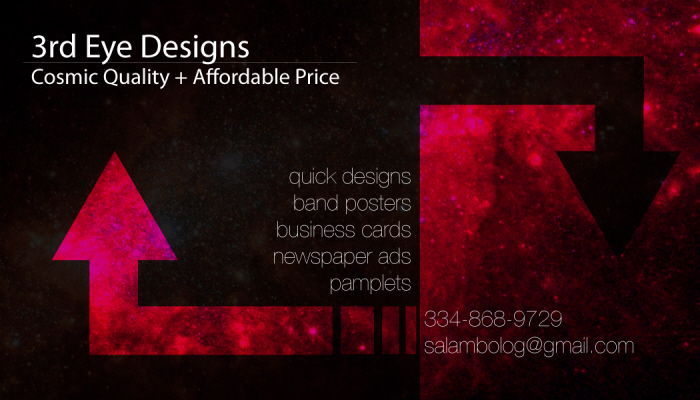 3rd Eye Designs
Cosmic Quality + Affordable Price
quick designs
band posters
business cards
newspaper ads
pamplets
334-868-9729
salambolog@gmail.com